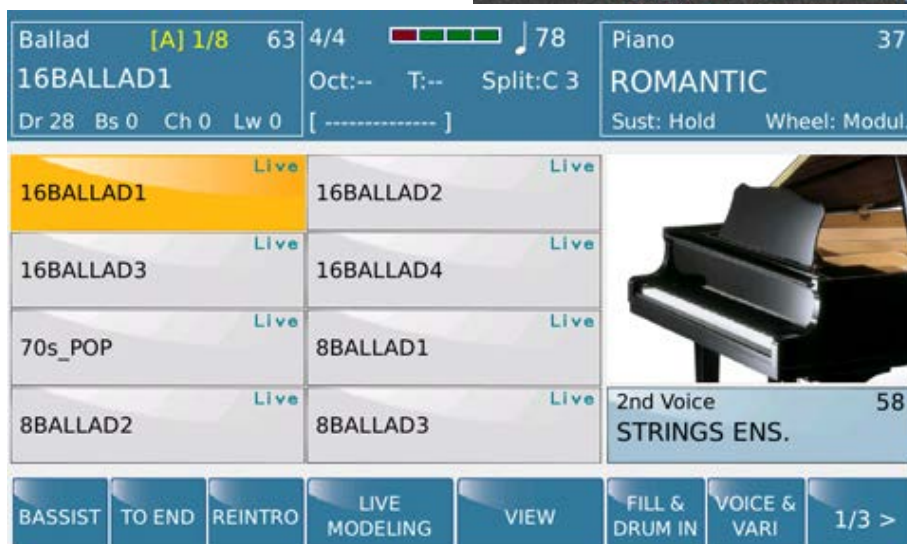 Ballad [A] 1/8 63
16BALLAD1
Dr 28 Bs 0 Ch 0 Lw 0
4/4 78
Oct:-- T:-- Split:C 3
[ -------------- ]
Piano 37
ROMANTIC
Sust: Hold Wheel: Modul.
Live Live
16BALLAD1 16BALLAD2
Live Live
16BALLAD3 16BALLAD4
Live Live
70s_POP 8BALLAD1
Live Live
8BALLAD2 8BALLAD3
2nd Voice 58
STRINGS ENS.
BASSIST
TO END
REINTRO
LIVE
MODELING
VIEW
FILL &
DRUM IN
VOICE &
VARI
1/3 >